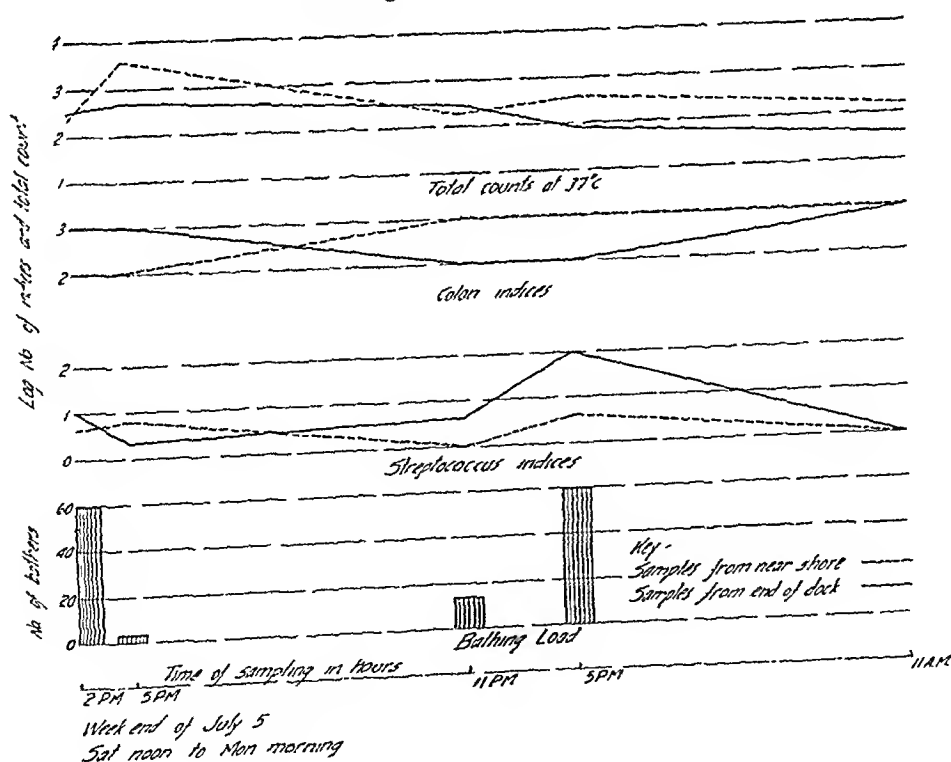 4
3
2
1
Total counts at 37°C
3
2
Colon indices
Log No of indices and total counts
2
1
0
Streptococcus indices
60
40
20
0
No of bathers
Key -
Samples from near shore
Samples from end of dock
Bathing Load
Time of sampling in hours
2 PM 5 PM 11 PM 5PM 11 AM
Week end of July 5
Sat noon to Mon morning